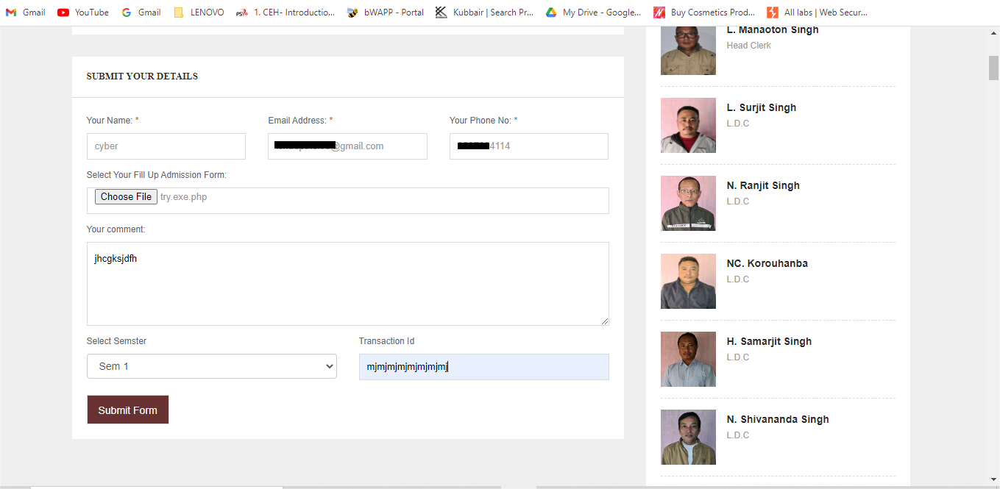 Gmail YouTube Gmail LENOVO 1. CEH- Introductio... bWAPP - Portal Kubbair | Search Pr... My Drive - Google... Buy Cosmetics Prod... All labs | Web Secur...
SUBMIT YOUR DETAILS
Your Name: * Email Address: * Your Phone No: *
cyber @gmail.com 4114
Select Your Fill Up Admission Form:
Choose File try.exe.php
Your comment:
jhcgksjdfh
Select Semster Transaction Id
Sem 1 mjmjmjmjmjmjmjmj
Submit Form
L. Manaoton Singh
Head Clerk
L. Surjit Singh
L.D.C
N. Ranjit Singh
L.D.C
NC. Korouhanba
L.D.C
H. Samarjit Singh
L.D.C
N. Shivananda Singh
L.D.C